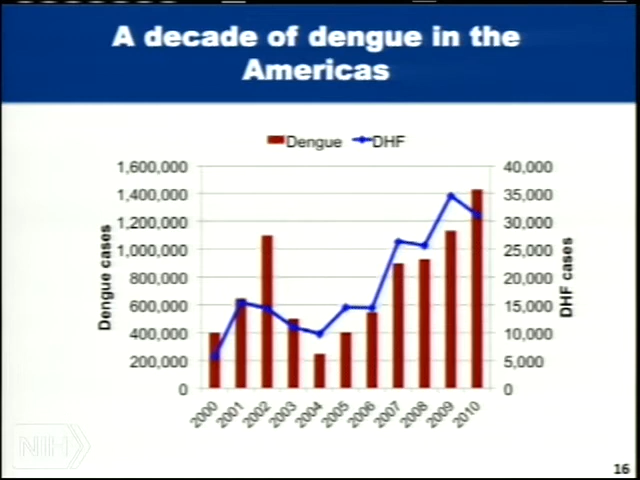 A decade of dengue in the
Americas
Dengue DHF
1,600,000
1,400,000
1,200,000
1,000,000
800,000
600,000
400,000
200,000
0
Dengue cases
40,000
35,000
30,000
25,000
20,000
15,000
10,000
5,000
0
DHF cases
2000 2001 2002 2003 2004 2005 2006 2007 2008 2009 2010
NIH
16